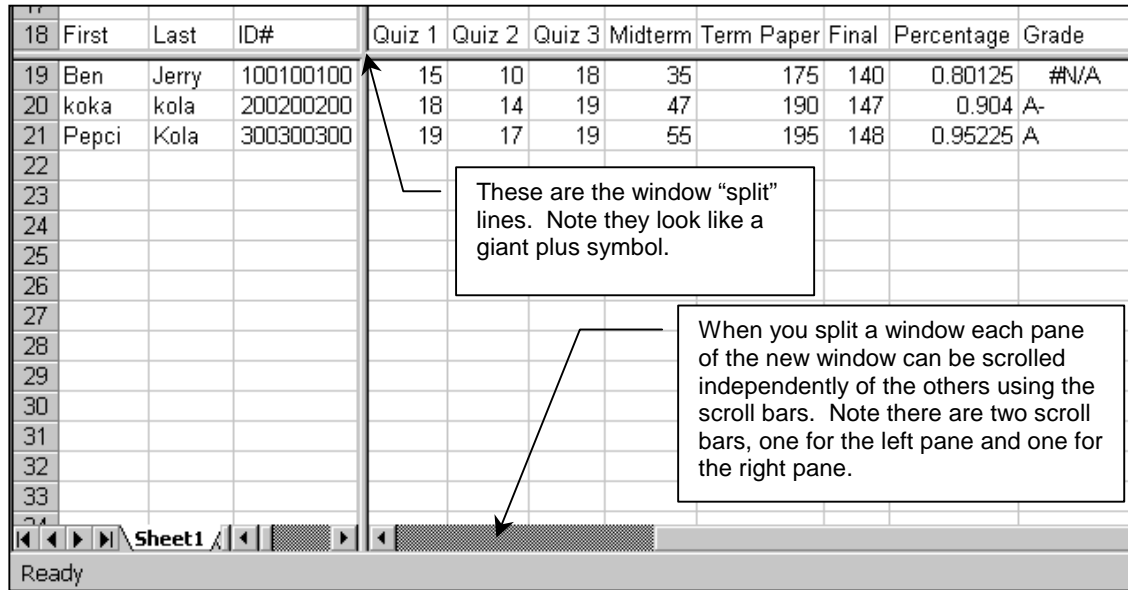 18 First Last ID# Quiz 1 Quiz 2 Quiz 3 Midterm Term Paper Final Percentage Grade
19 Ben Jerry 100100100 15 10 18 35 175 140 0.80125 #N/A
20 koka kola 200200200 18 14 19 47 190 147 0.904 A-
21 Pepci Kola 300300300 19 17 19 55 195 148 0.95225 A
22
23
24
25
26
27
28
29
30
31
32
33
These are the window “split”
lines. Note they look like a
giant plus symbol.
When you split a window each pane
of the new window can be scrolled
independently of the others using the
scroll bars. Note there are two scroll
bars, one for the left pane and one for
the right pane.
Sheet1
Ready